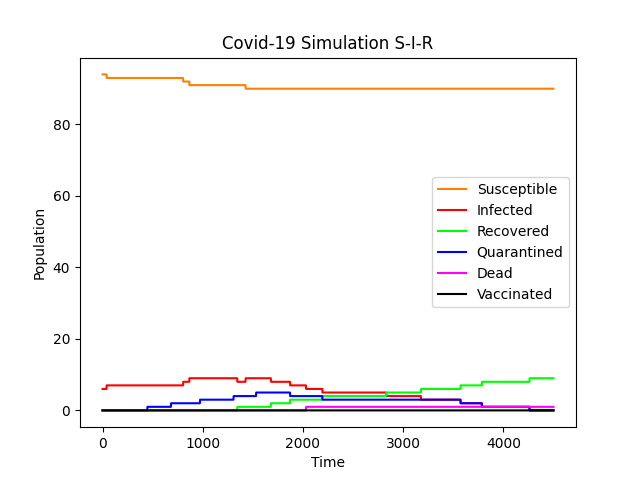 Covid-19 Simulation S-I-R
80
60
40
20
0
Population
Susceptible
Infected
Recovered
Quarantined
Dead
Vaccinated
0 1000 2000 3000 4000
Time